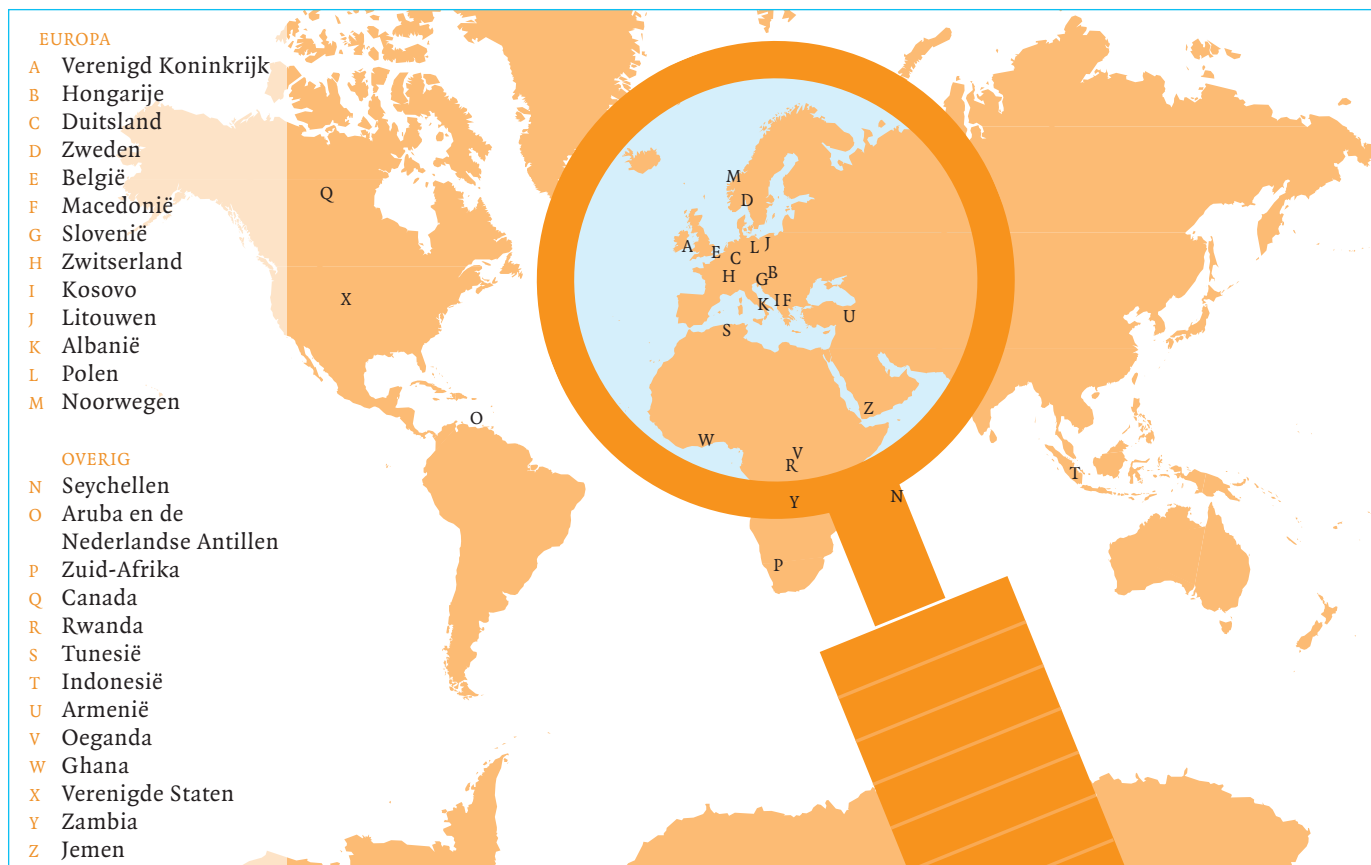 EUROPA
A Verenigd Koninkrijk
B Hongarije
C Duitsland
D Zweden
E België
F Macedonië
G Slovenië
H Zwitserland
I Kosovo
J Litouwen
K Albanië
L Polen
M Noorwegen
OVERIG
N Seychellen
O Aruba en de
Nederlandse Antillen
P Zuid-Afrika
Q Canada
R Rwanda
S Tunesië
T Indonesië
U Armenië
V Oeganda
W Ghana
X Verenigde Staten
Y Zambia
Z Jemen
M
Q
D
A E L J
C
H G B
X K I F
U
S
Z
O
W
V
R
T
Y N
P